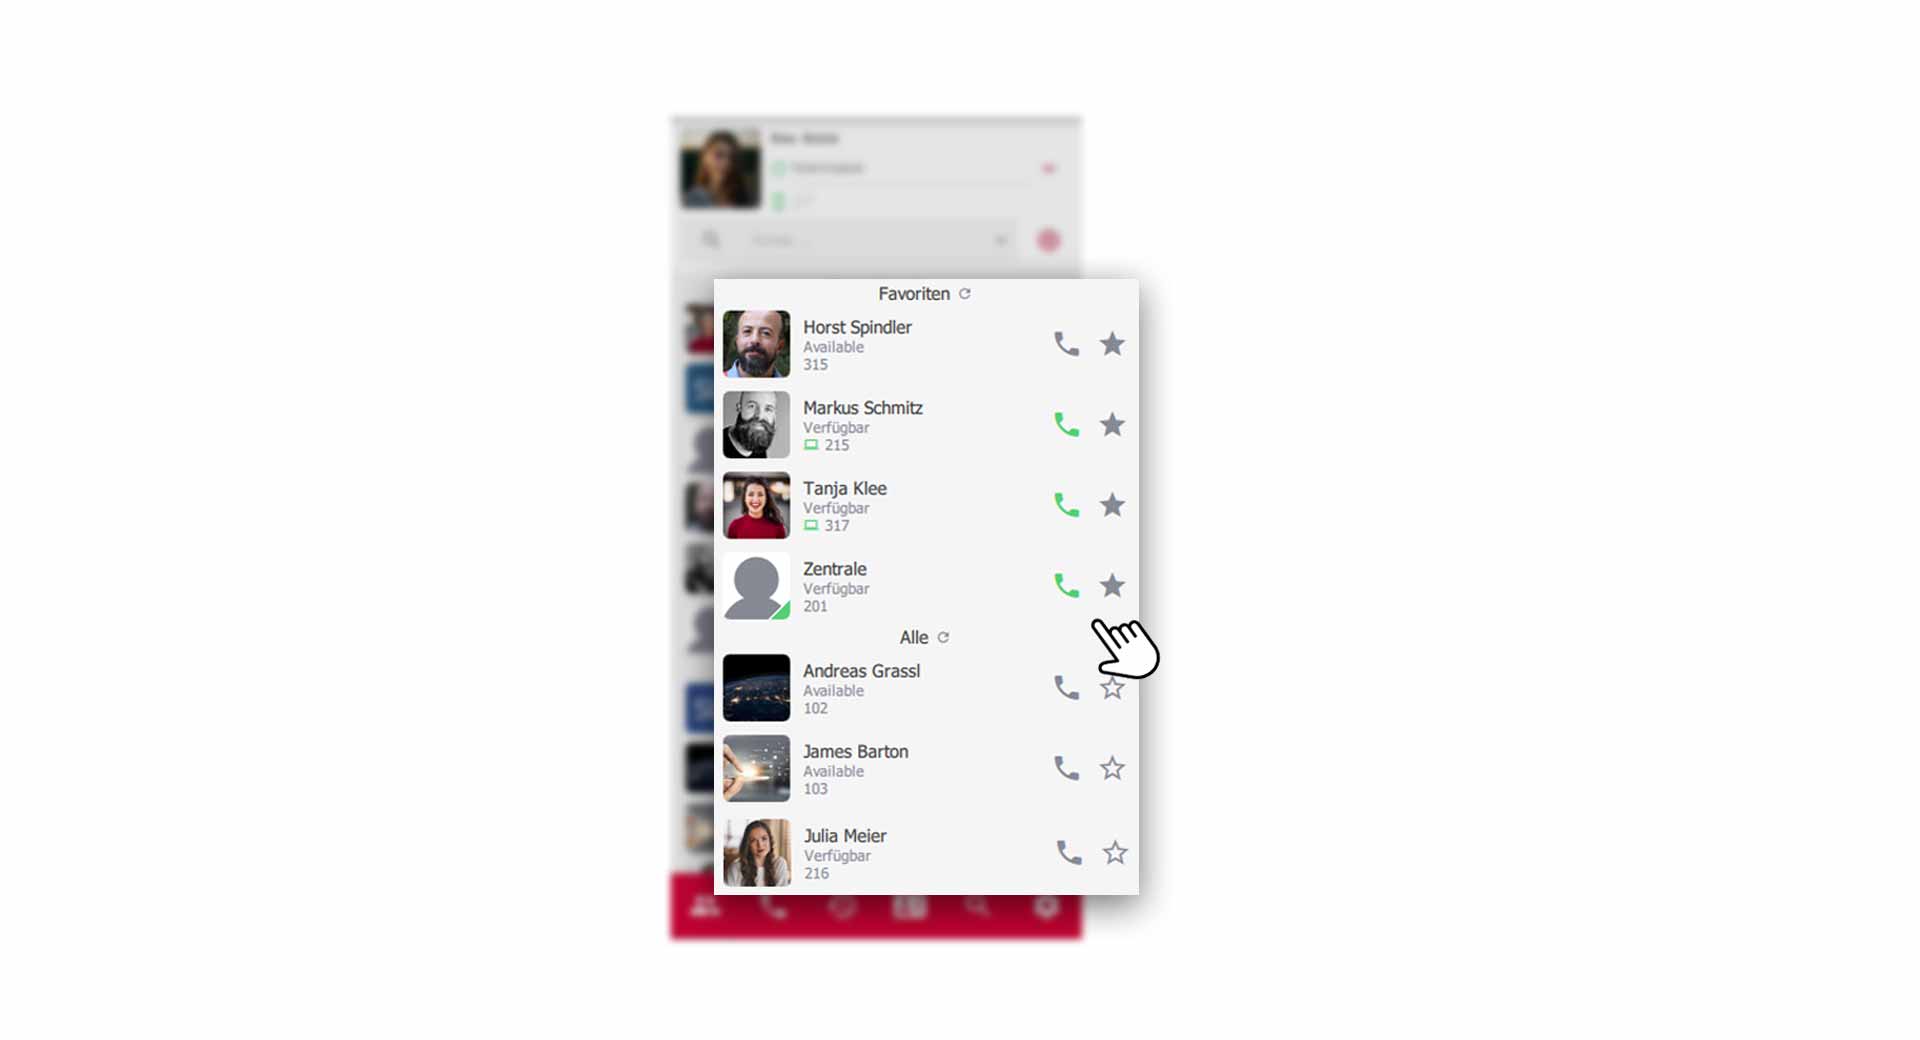 Favoriten
Horst Spindler
Available
315
Markus Schmitz
Verfügbar
215
Tanja Klee
Verfügbar
317
Zentrale
Verfügbar
201
Alle
Andreas Grassl
Available
102
James Barton
Available
103
Julia Meier
Verfügbar
216